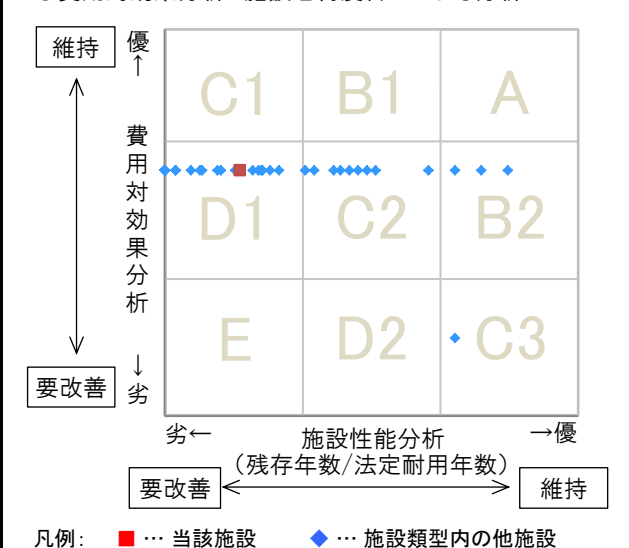 維持
優
↑
費用対効果分析
↓
劣
要改善
C1 B1 A
D1 C2 B2
E D2 C3
劣← 施設性能分析 →優
（残存年数/法定耐用年数）
要改善 維持
凡例: ■ … 当該施設 ◆ … 施設類型内の他施設